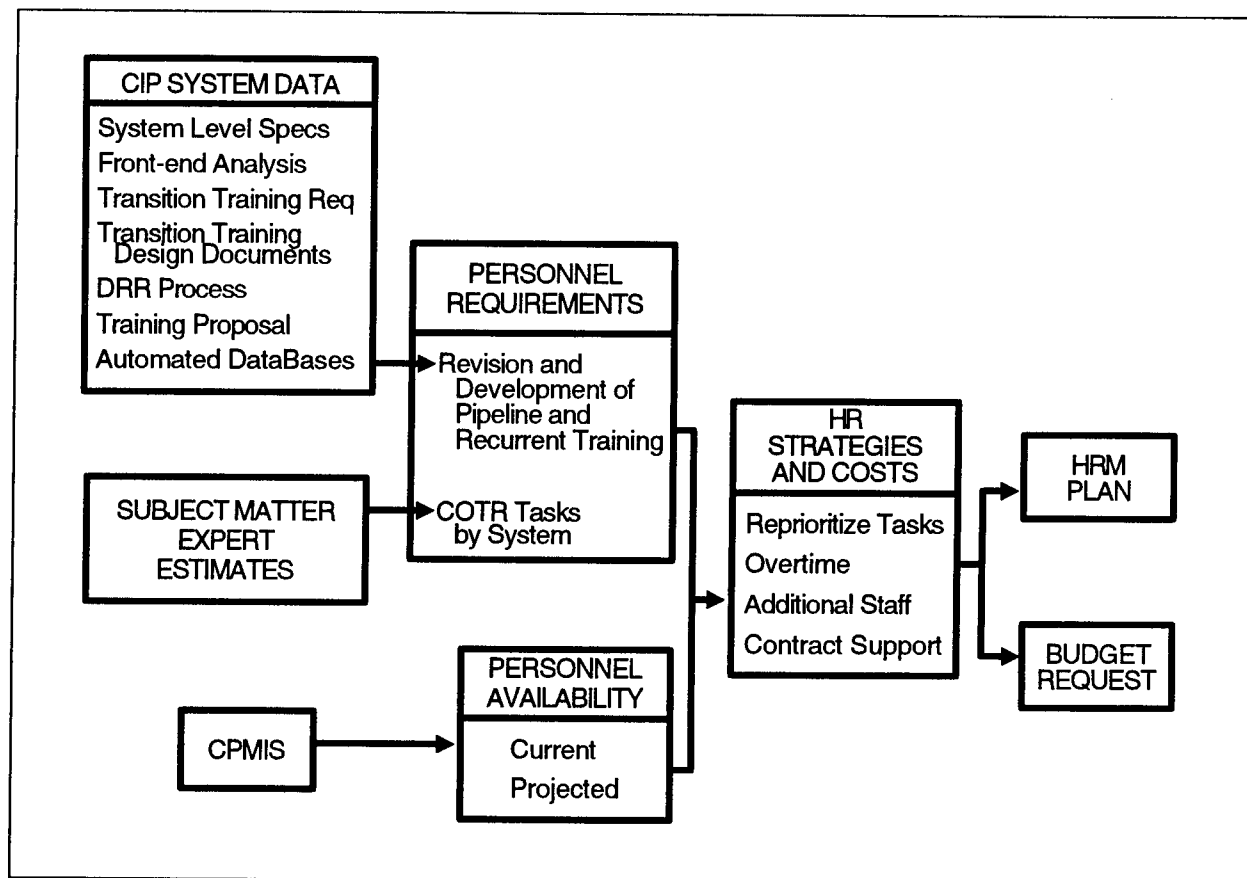 CIP SYSTEM DATA
System Level Specs
Front-end Analysis
Transition Training Req
Transition Training
Design Documents
DRR Process
Training Proposal
Automated DataBases
SUBJECT MATTER
EXPERT
ESTIMATES
CPMIS
PERSONNEL
REQUIREMENTS
Revision and
Development of
Pipeline and
Recurrent Training
COTR Tasks
by System
PERSONNEL
AVAILABILITY
Current
Projected
HR
STRATEGIES
AND COSTS
Reprioritize Tasks
Overtime
Additional Staff
Contract Support
HRM
PLAN
BUDGET
REQUEST